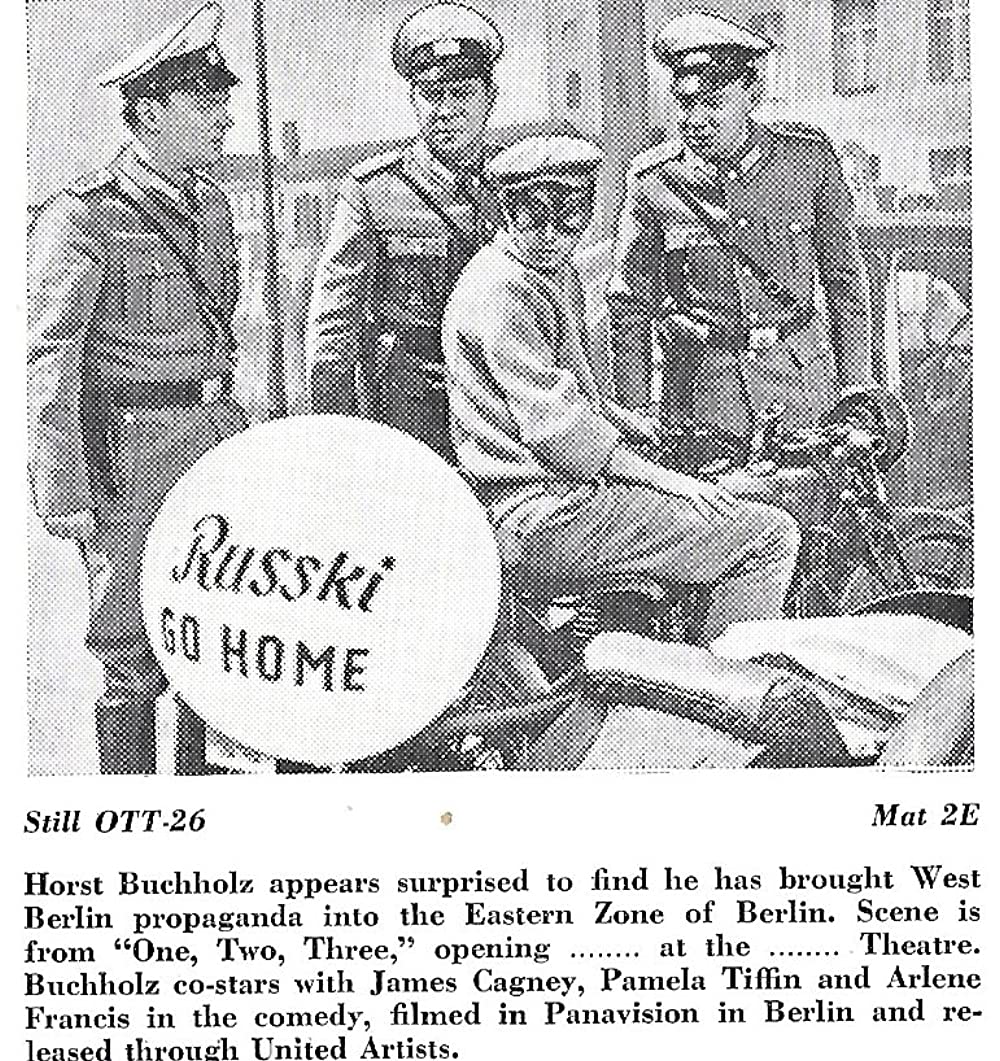 Russki
GO HOME
Still OTT-26
Mat 2E
Horst Buchholz appears surprised to find he has brought West
Berlin propaganda into the Eastern Zone of Berlin. Scene is
from “One, Two, Three,” opening ........ at the ........ Theatre.
Buchholz co-stars with James Cagney, Pamela Tiffin and Arlene
Francis in the comedy, filmed in Panavision in Berlin and re-
leased through United Artists.